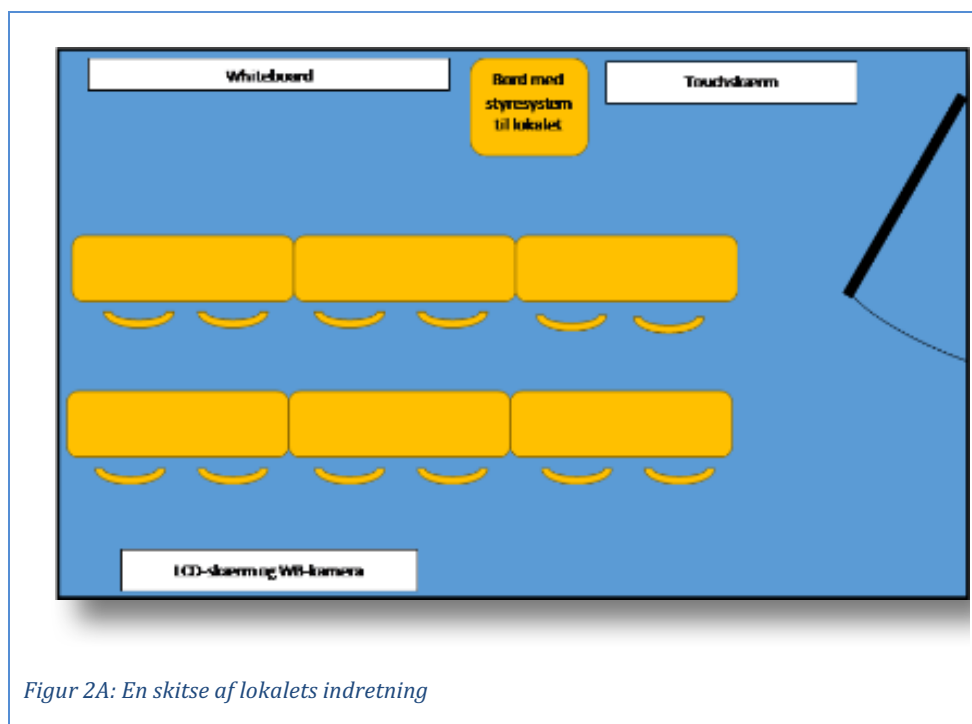 Whiteboard
Bord med
styresystem
til lokalet
Touchskærm
LCD-skærm og WB-kamera
Figur 2A: En skitse af lokalets indretning